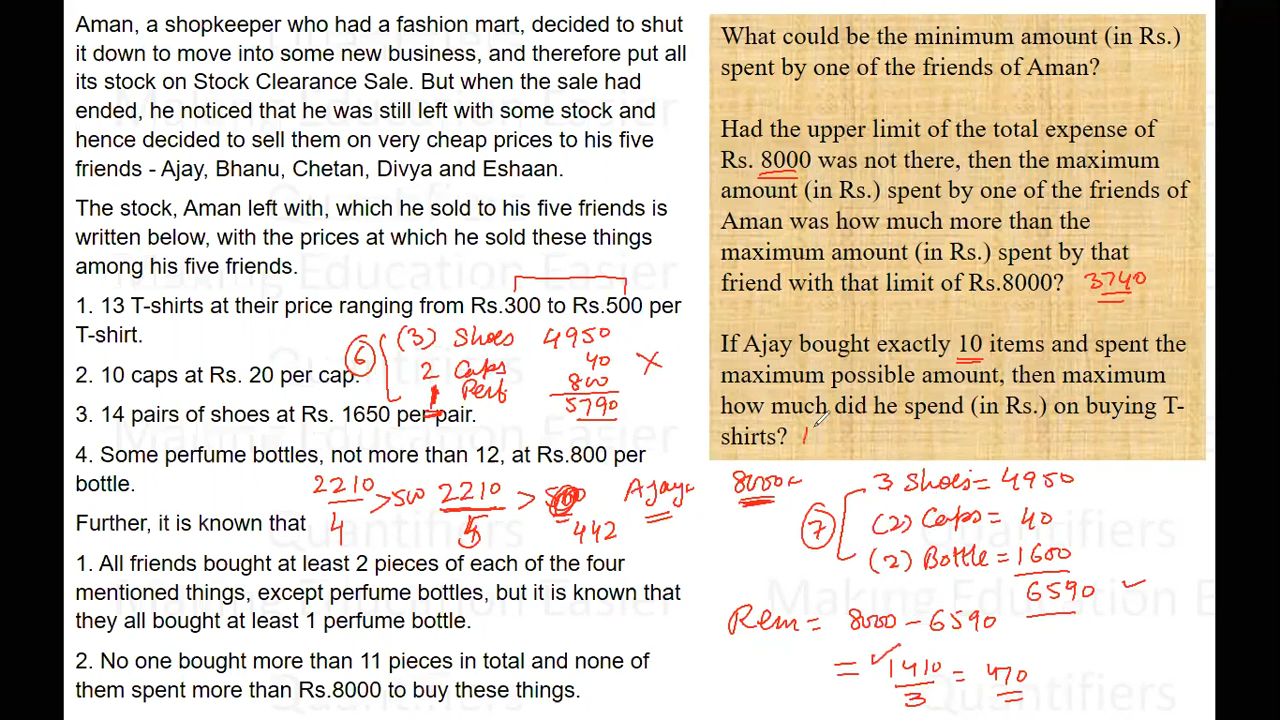 Aman, a shopkeeper who had a fashion mart, decided to shut
it down to move into some new business, and therefore put all
its stock on Stock Clearance Sale. But when the sale had
ended, he noticed that he was still left with some stock and
hence decided to sell them on very cheap prices to his five
friends - Ajay, Bhanu, Chetan, Divya and Eshaan.
The stock, Aman left with, which he sold to his five friends is
written below, with the prices at which he sold these things
among his five friends.
1. 13 T-shirts at their price ranging from Rs.300 to Rs.500 per
T-shirt.
2. 10 caps at Rs. 20 per cap.
3. 14 pairs of shoes at Rs. 1650 per pair.
4. Some perfume bottles, not more than 12, at Rs.800 per
bottle.
Further, it is known that
1. All friends bought at least 2 pieces of each of the four
mentioned things, except perfume bottles, but it is known that
they all bought at least 1 perfume bottle.
2. No one bought more than 11 pieces in total and none of
them spent more than Rs.8000 to buy these things.
6 (3) Shoes 4950
2 Caps 40 ×
1 Perf 800
5790
2210/4 > 500 2210/5 > 442
Ajay 8000
What could be the minimum amount (in Rs.)
spent by one of the friends of Aman?
Had the upper limit of the total expense of
Rs. 8000 was not there, then the maximum
amount (in Rs.) spent by one of the friends of
Aman was how much more than the
maximum amount (in Rs.) spent by that
friend with that limit of Rs.8000? 3740
If Ajay bought exactly 10 items and spent the
maximum possible amount, then maximum
how much did he spend (in Rs.) on buying T-
shirts? 1
3 Shoes = 4950
7 (2) Caps = 40
(2) Bottle = 1600
6590 ✓
Rem = 8000 - 6590
= ✓1410/3 = 470